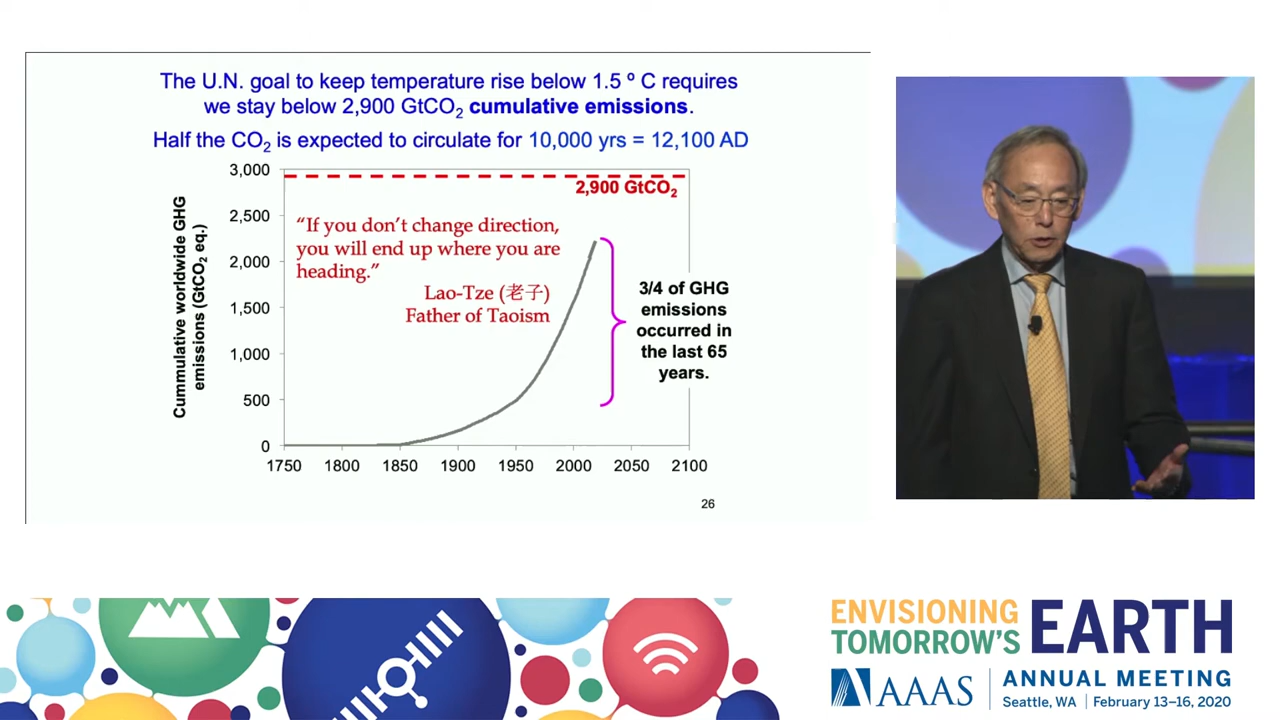 The U.N. goal to keep temperature rise below 1.5 º C requires
we stay below 2,900 GtCO₂ cumulative emissions.
Half the CO₂ is expected to circulate for 10,000 yrs = 12,100 AD
Cummulative worldwide GHG
emissions (GtCO₂ eq.)
3,000
2,500
2,000
1,500
1,000
500
0
2,900 GtCO₂
“If you don’t change direction,
you will end up where you are
heading.”
Lao-Tze (老子)
Father of Taoism
3/4 of GHG
emissions
occurred in
the last 65
years.
1750 1800 1850 1900 1950 2000 2050 2100
26
ENVISIONING
TOMORROW’S
EARTH
AAAS
ANNUAL MEETING
Seattle, WA | February 13–16, 2020